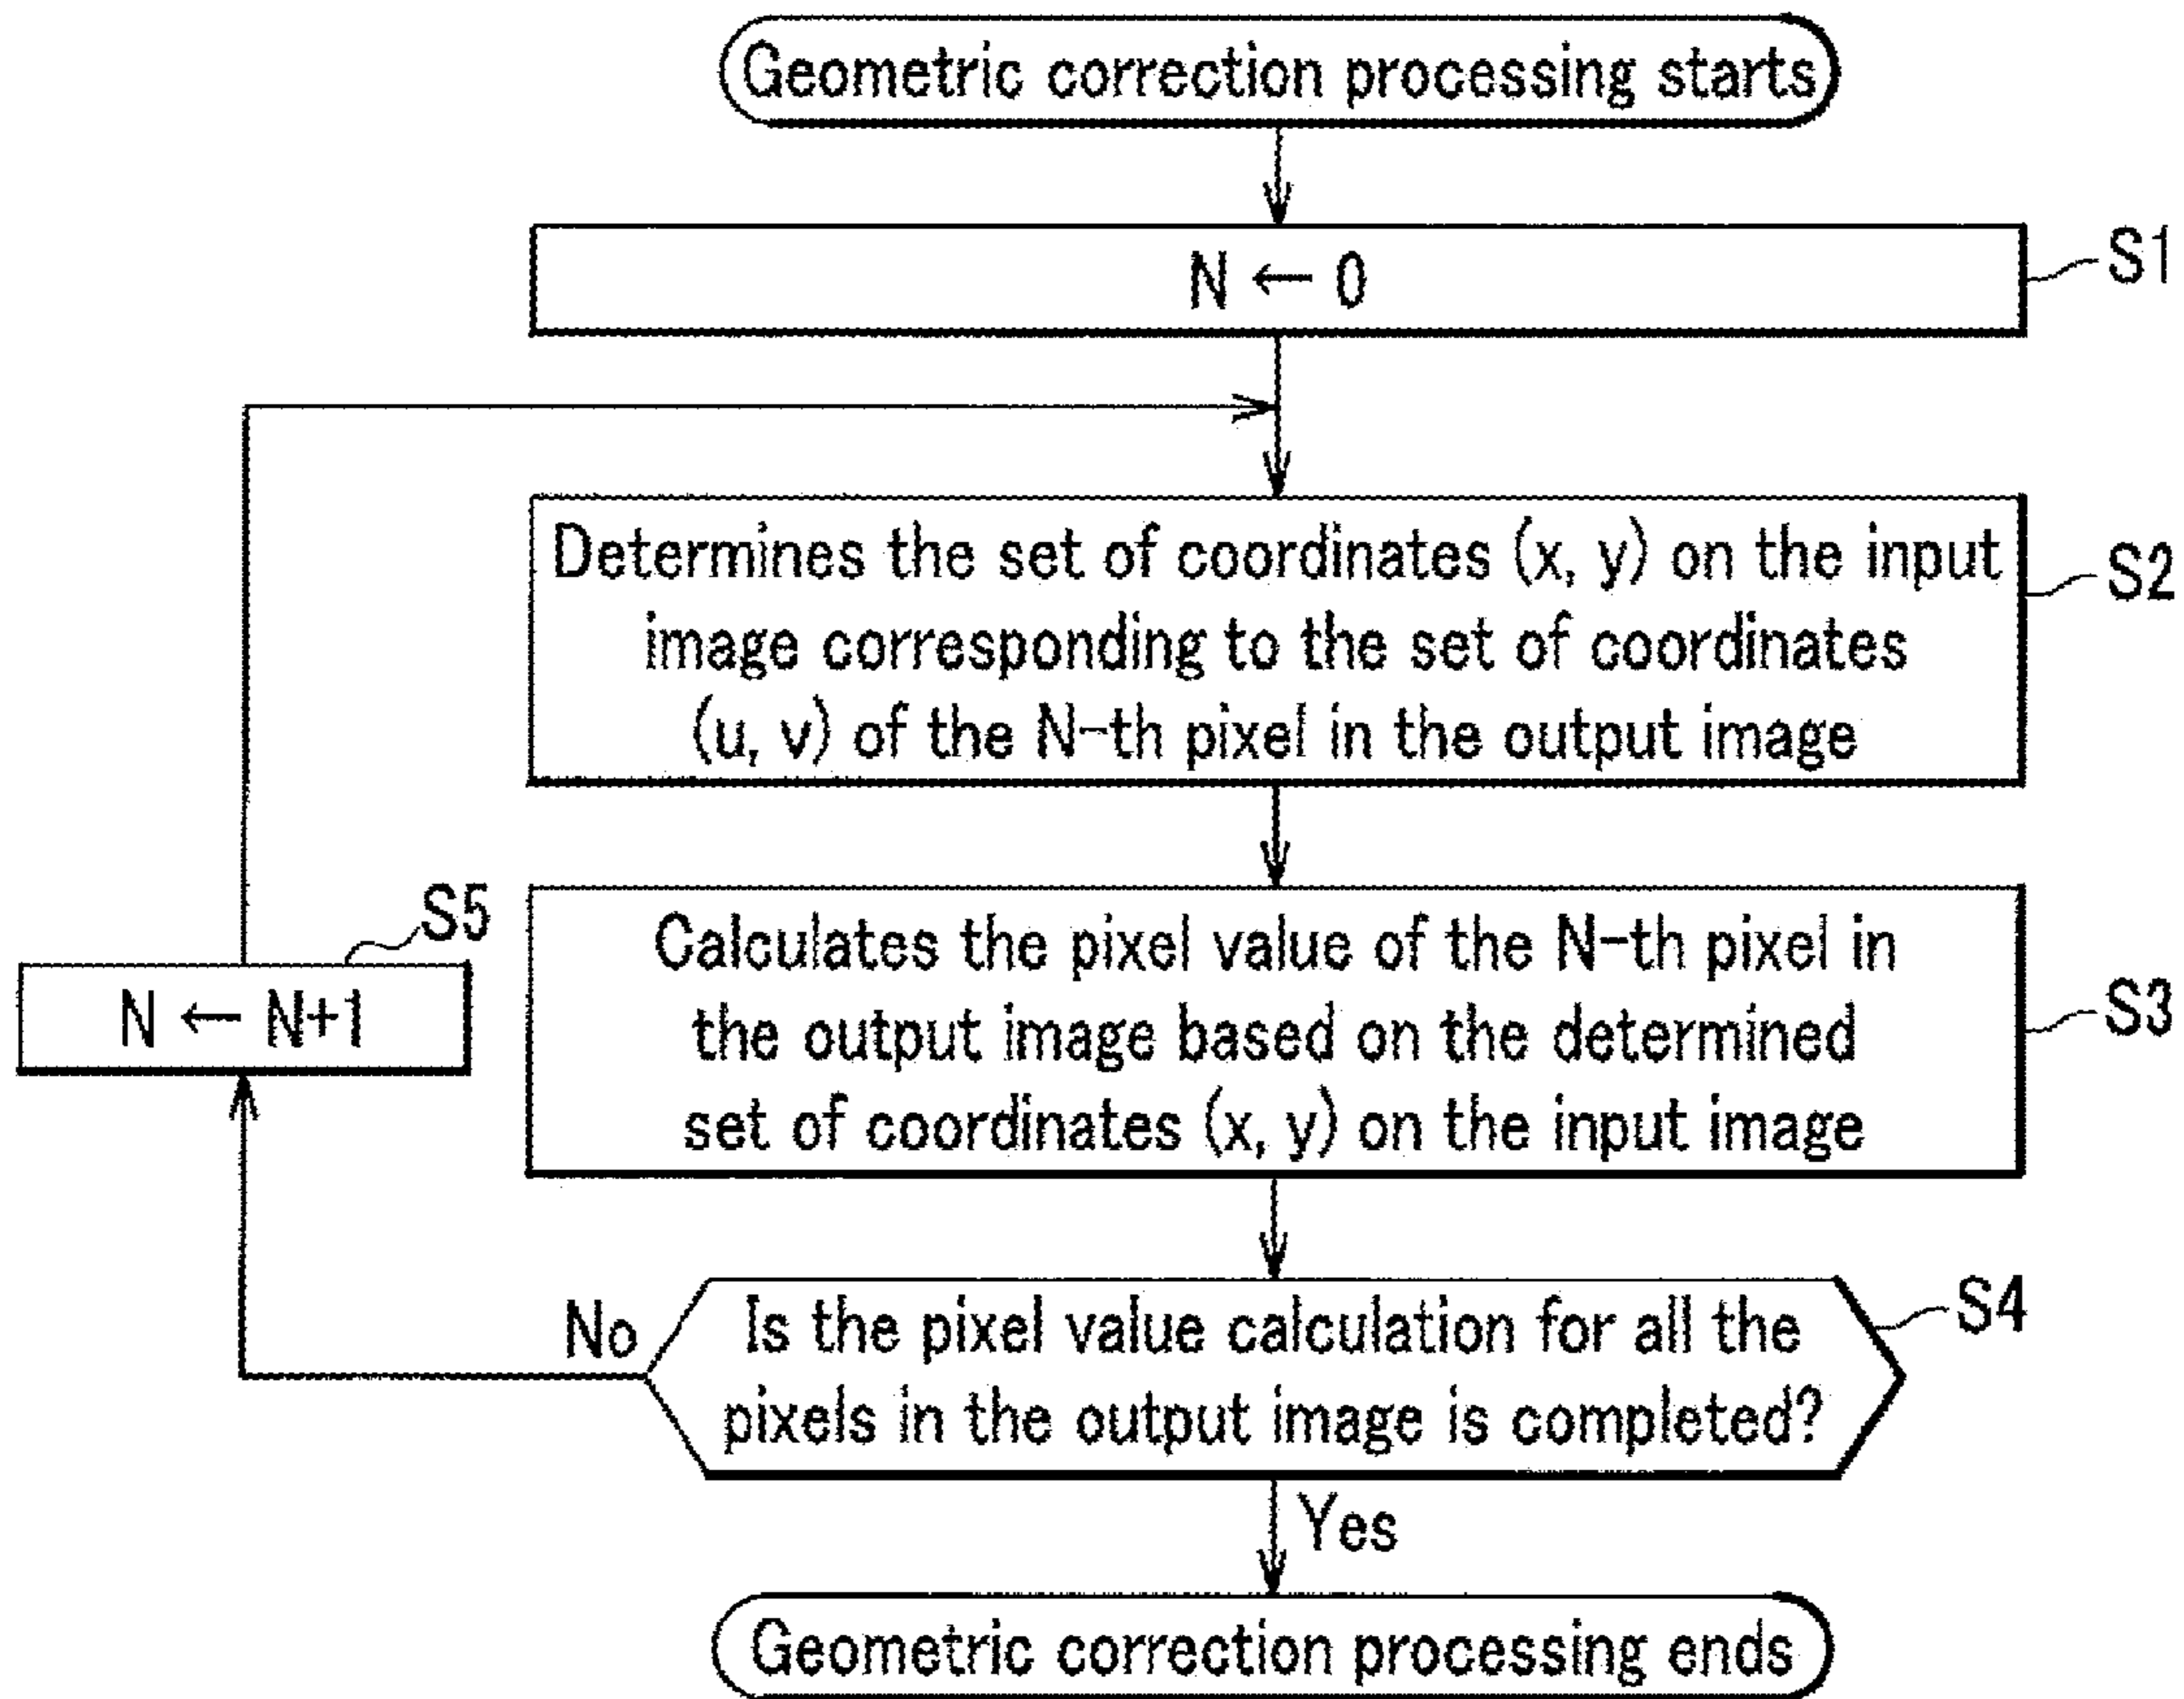 Geometric correction processing starts
N ← 0
S1
Determines the set of coordinates (x, y) on the input
image corresponding to the set of coordinates
(u, v) of the N-th pixel in the output image
S2
Calculates the pixel value of the N-th pixel in
the output image based on the determined
set of coordinates (x, y) on the input image
S3
S5
N ← N+1
Is the pixel value calculation for all the
pixels in the output image is completed?
S4
No
Yes
Geometric correction processing ends